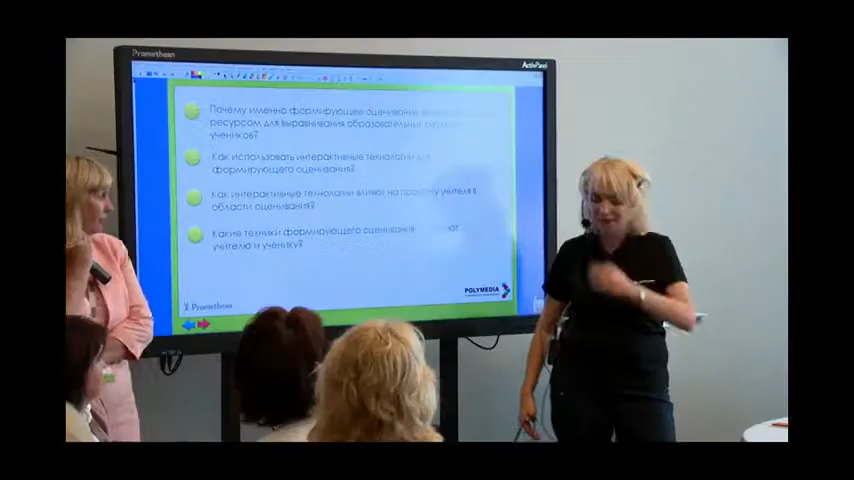 Promethean
ActivPanel
Почему именно формирующее оценивание
ресурсом для выравнивания образовательных
учеников?
Как использовать интерактивные технологии для
формирующего оценивания?
Как интерактивные технологии влияют на практику учителя в
области оценивания?
Какие техники формирующего оценивания
учителю и ученику?
Promethean
POLYMEDIA